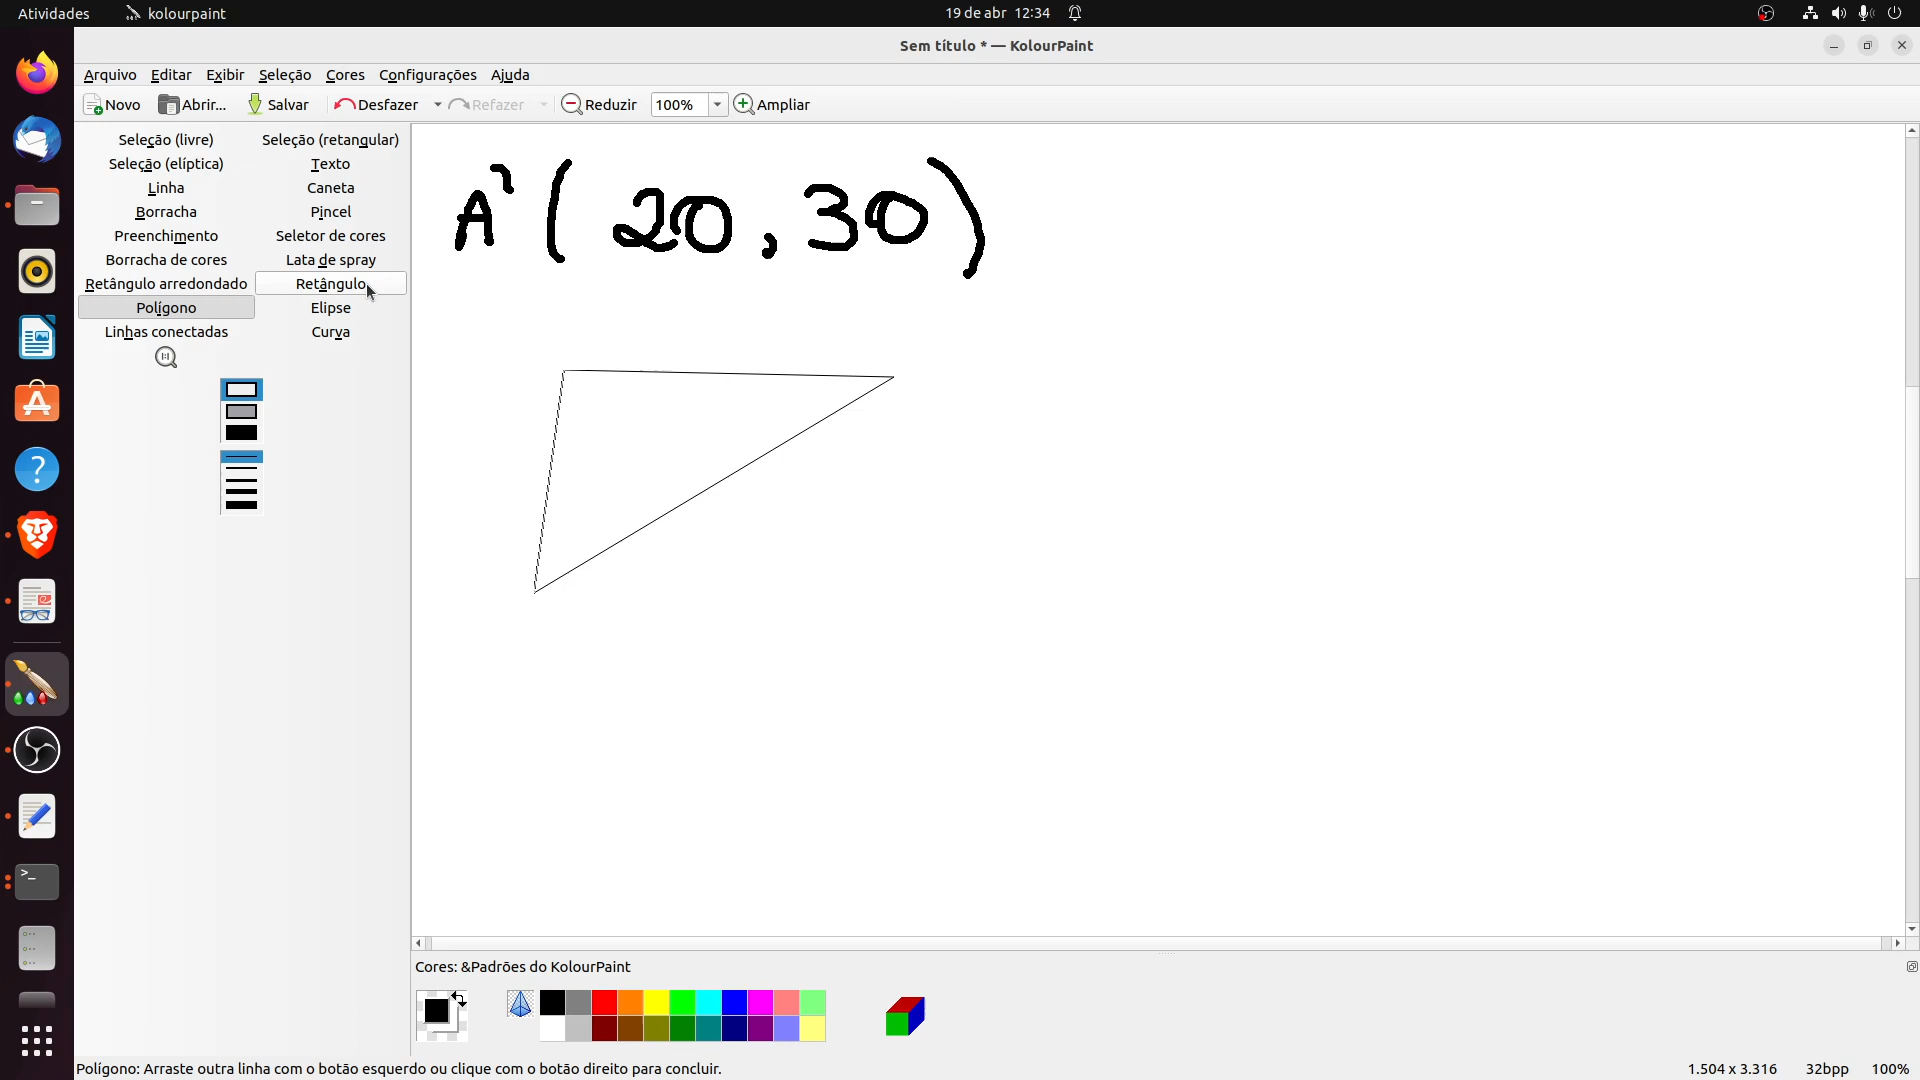 Atividades
kolourpaint
19 de abr 12:34
Sem título * — KolourPaint
Arquivo Editar Exibir Seleção Cores Configurações Ajuda
Novo Abrir... Salvar Desfazer Refazer Reduzir 100% Ampliar
Seleção (livre) Seleção (retangular)
Seleção (elíptica) Texto
Linha Caneta
Borracha Pincel
Preenchimento Seletor de cores
Borracha de cores Lata de spray
Retângulo arredondado Retângulo
Polígono Elipse
Linhas conectadas Curva
A' ( 20 , 30 )
Cores: &Padrões do KolourPaint
Polígono: Arraste outra linha com o botão esquerdo ou clique com o botão direito para concluir.
1.504 x 3.316 32bpp 100%